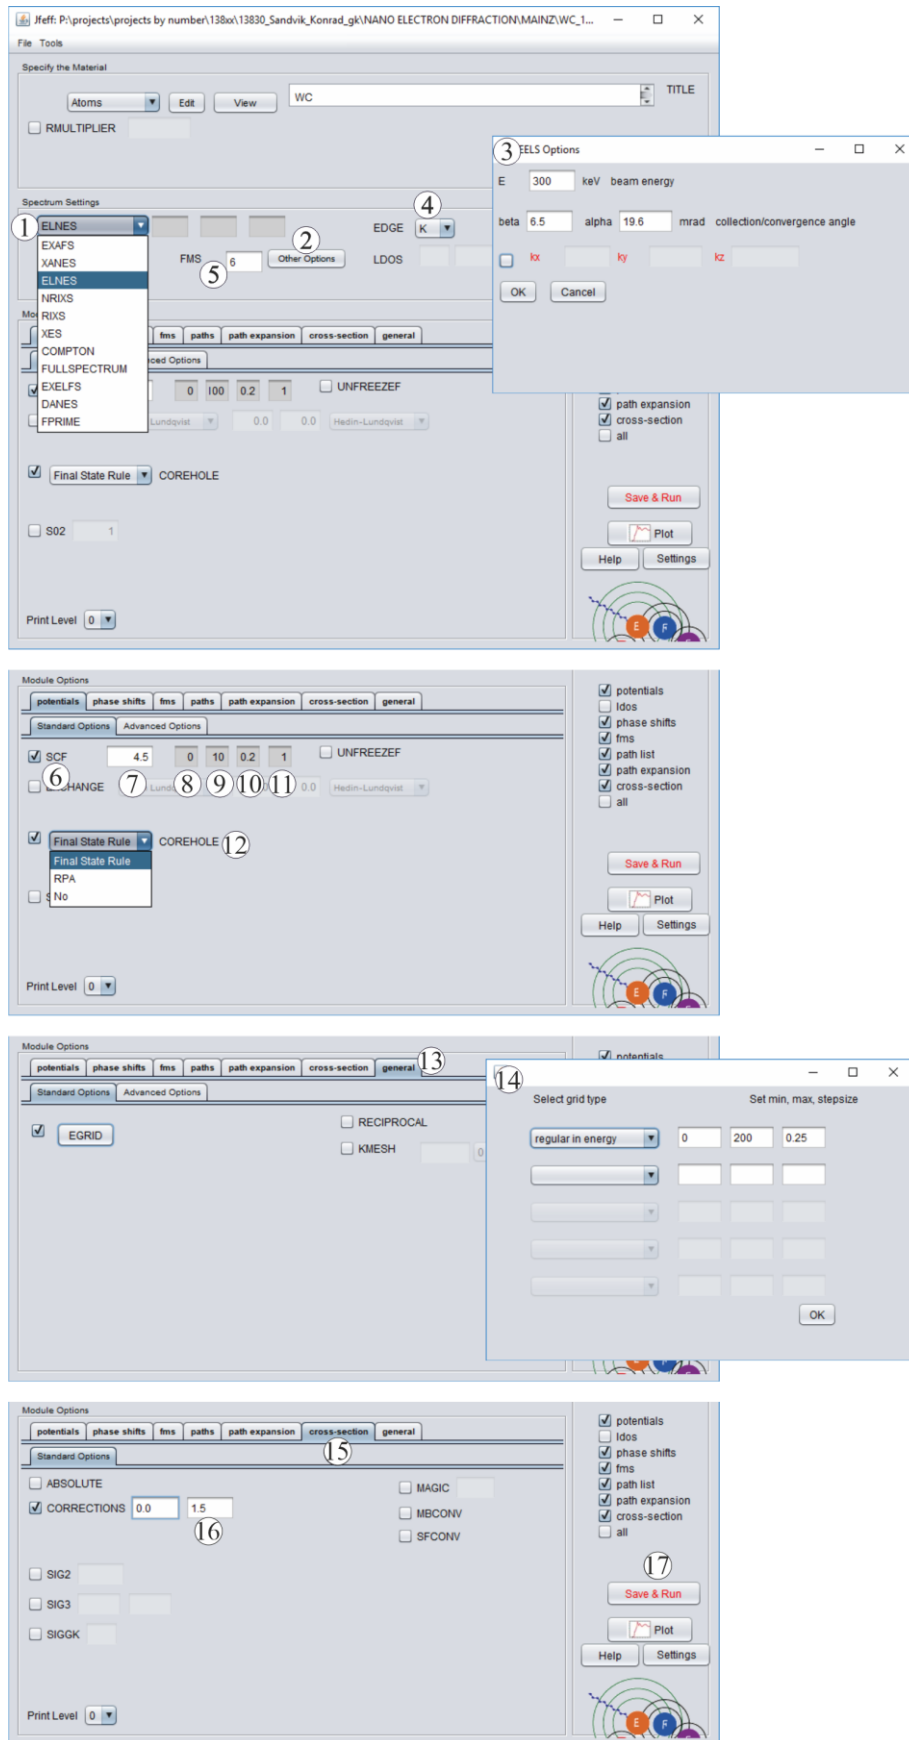 Jfeff: P:\projects\projects by number\138xx\13830_Sandvik_Konrad_gk\NANO ELECTRON DIFFRACTION\MAINZ\WC_1...
File Tools
Specify the Material
Atoms Edit View WC TITLE
RMULTIPLIER
3 EELS Options
E 300 keV beam energy
beta 6.5 alpha 19.6 mrad collection/convergence angle
kx ky kz
OK Cancel
Spectrum Settings
1 ELNES EDGE 4 K
EXAFS
XANES
ELNES
NRIXS
RIXS
XES
COMPTON
FULLSPECTRUM
EXELFS
DANES
FPRIME
FMS 5 6 2 Other Options LDOS
fms paths path expansion cross-section general
0 100 0.2 1 UNFREEZEF
0.0 0.0 Hedin-Lundqvist
path expansion
cross-section
all
Final State Rule COREHOLE
S02 1
Save & Run
Plot
Help Settings
Print Level 0
E F
Module Options
potentials phase shifts fms paths path expansion cross-section general
Standard Options Advanced Options
SCF 4.5 0 10 0.2 1 UNFREEZEF
6 7 8 9 10 11 0.0 Hedin-Lundqvist
Final State Rule COREHOLE 12
Final State Rule
RPA
No
potentials
ldos
phase shifts
fms
path list
path expansion
cross-section
all
Save & Run
Plot
Help Settings
Print Level 0
E F
Module Options
potentials phase shifts fms paths path expansion cross-section general 13
Standard Options Advanced Options
EGRID RECIPROCAL
KMESH 0
potentials
14
Select grid type Set min, max, stepsize
regular in energy 0 200 0.25
OK
Module Options
potentials phase shifts fms paths path expansion cross-section general
Standard Options 15
ABSOLUTE MAGIC
CORRECTIONS 0.0 1.5 MBCONV
16 SFCONV
SIG2
SIG3
SIGGK
potentials
ldos
phase shifts
fms
path list
path expansion
cross-section
all
17
Save & Run
Plot
Help Settings
Print Level 0
E F